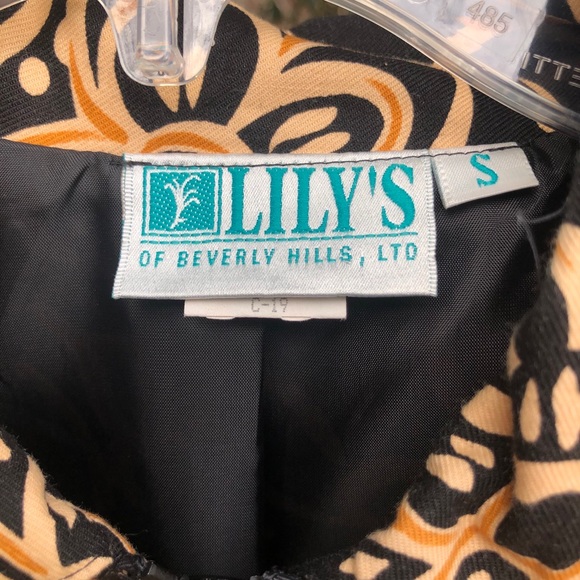 485
LILY'S
S
OF BEVERLY HILLS, LTD
C-19